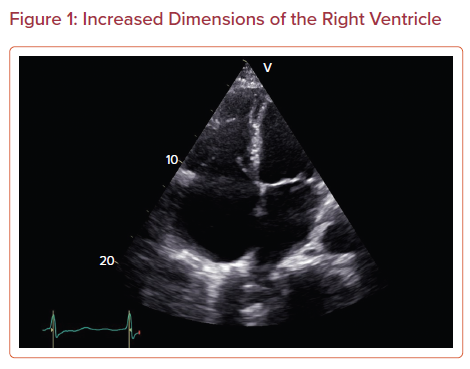 Figure 1: Increased Dimensions of the Right Ventricle
V
10
20